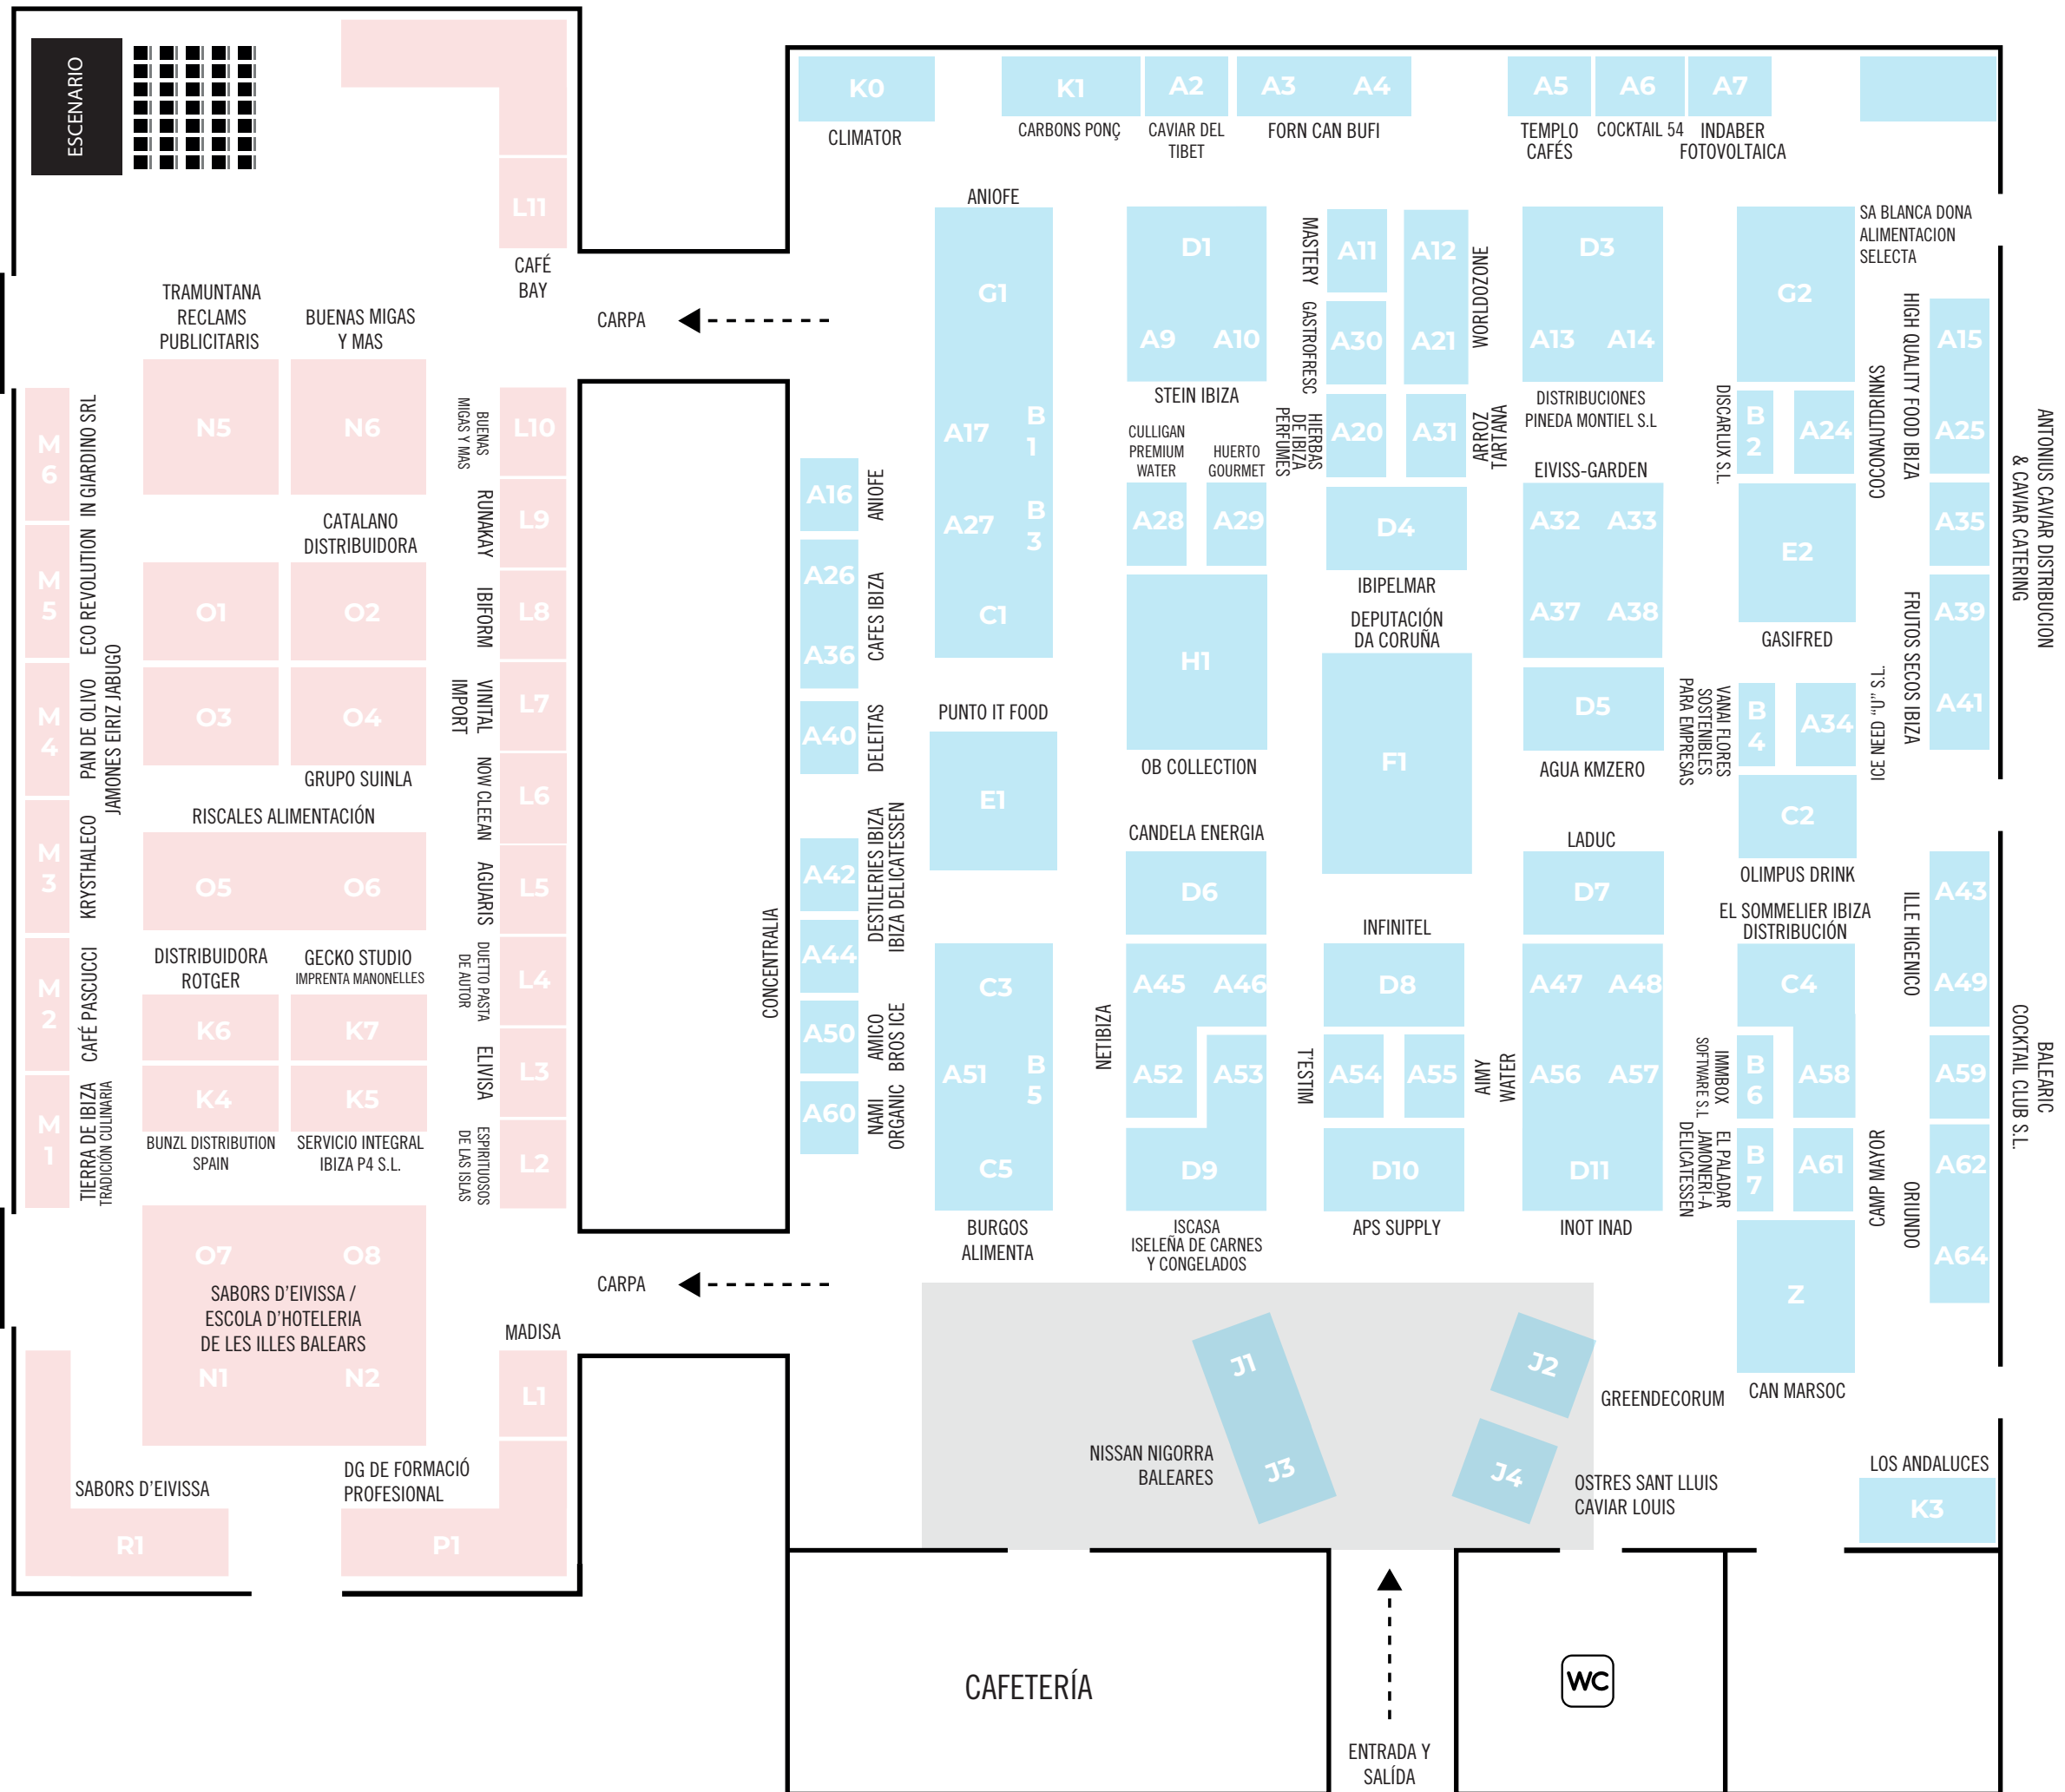 ESCENARIO
L11
CAFÉ
BAY
TRAMUNTANA
RECLAMS
PUBLICITARIS
BUENAS MIGAS
Y MAS
N5
N6
M
6
IN GIARDINO SRL
M
5
ECO REVOLUTION
M
4
PAN DE OLIVO
JAMONES EIRIZ JABUGO
M
3
KRYSTHALECO
M
2
CAFÉ PASCUCCI
M
1
TIERRA DE IBIZA
TRADICIÓN CULINARIA
CATALANO
DISTRIBUIDORA
O1
O2
O3
O4
GRUPO SUINLA
RISCALES ALIMENTACIÓN
O5
O6
DISTRIBUIDORA
ROTGER
GECKO STUDIO
IMPRENTA MANONELLES
K6
K7
K4
K5
BUNZL DISTRIBUTION
SPAIN
SERVICIO INTEGRAL
IBIZA P4 S.L.
BUENAS
MIGAS Y MAS
L10
RUNAKAY
L9
IBIFORM
L8
VINITAL
IMPORT
L7
NOW CLEEAN
L6
AGUARIS
L5
DUETTO PASTA
DE AUTOR
L4
ELIVISA
L3
ESPIRITUOSOS
DE LAS ISLAS
L2
O7
O8
SABORS D'EIVISSA /
ESCOLA D'HOTELERIA
DE LES ILLES BALEARS
N1
N2
MADISA
L1
SABORS D'EIVISSA
R1
DG DE FORMACIÓ
PROFESIONAL
P1
CARPA
CARPA
CONCENTRALIA
K0
CLIMATOR
K1
CARBONS PONÇ
A2
CAVIAR DEL
TIBET
A3
A4
FORN CAN BUFI
A5
TEMPLO
CAFÉS
A6
COCKTAIL 54
A7
INDABER
FOTOVOLTAICA
A16
ANIOFE
A26
A36
CAFES IBIZA
A40
DELEITAS
A42
A44
DESTILERIES IBIZA
IBIZA DELICATESSEN
A50
AMICO
BROS ICE
A60
NAMI
ORGANIC
ANIOFE
G1
A17
B
1
A27
B
3
C1
PUNTO IT FOOD
E1
C3
A51
B
5
C5
BURGOS
ALIMENTA
D1
A9
A10
STEIN IBIZA
CULLIGAN
PREMIUM
WATER
HUERTO
GOURMET
A28
A29
H1
OB COLLECTION
CANDELA ENERGIA
D6
A45
A46
NETIBIZA
A52
A53
D9
ISCASA
ISELEÑA DE CARNES
Y CONGELADOS
MASTERY
A11
A12
WORLDOZONE
GASTROFRESC
A30
A21
HIERBAS
DE IBIZA
PERFUMES
A20
A31
ARROZ
TARTANA
D4
IBIPELMAR
DEPUTACIÓN
DA CORUÑA
F1
INFINITEL
D8
T'ESTIM
A54
A55
AIMY
WATER
D10
APS SUPPLY
D3
A13
A14
DISTRIBUCIONES
PINEDA MONTIEL S.L
EIVISS-GARDEN
A32
A33
A37
A38
D5
AGUA KMZERO
LADUC
D7
A47
A48
A56
A57
D11
INOT INAD
SA BLANCA DONA
ALIMENTACION
SELECTA
G2
DISCARLUX S.L.
B
2
A24
COCONAUTDRINKS
E2
GASIFRED
VANAI FLORES
SOSTENIBLES
PARA EMPRESAS
B
4
A34
ICE NEED "U" S.L.
C2
OLIMPUS DRINK
EL SOMMELIER IBIZA
DISTRIBUCIÓN
C4
A58
IMMBOX
SOFTWARE S.L
B
6
EL PALADAR
JAMONERÍ-A
DELICATESSEN
B
7
A61
CAMP MAYOR
Z
CAN MARSOC
HIGH QUALITY FOOD IBIZA
A15
A25
A35
ANTONIUS CAVIAR DISTRIBUCION
& CAVIAR CATERING
FRUTOS SECOS IBIZA
A39
A41
ILLE HIGENICO
A43
A49
A59
BALEARIC
COCKTAIL CLUB S.L.
ORIUNDO
A62
A64
J1
J3
NISSAN NIGORRA
BALEARES
J2
GREENDECORUM
J4
OSTRES SANT LLUIS
CAVIAR LOUIS
LOS ANDALUCES
K3
CAFETERÍA
WC
ENTRADA Y
SALÍDA